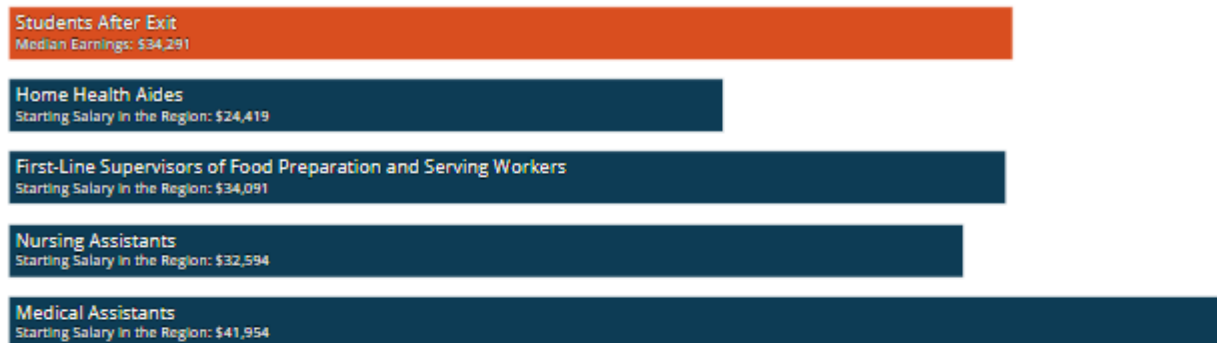 Students After Exit
Median Earnings: $34,291
Home Health Aides
Starting Salary in the Region: $24,419
First-Line Supervisors of Food Preparation and Serving Workers
Starting Salary in the Region: $34,091
Nursing Assistants
Starting Salary in the Region: $32,594
Medical Assistants
Starting Salary in the Region: $41,954